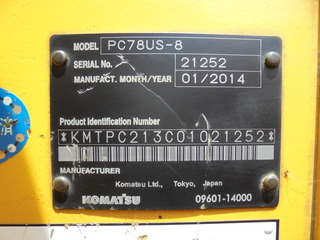 MODEL PC78US-8
SERIAL No. 21252
MANUFACT. MONTH/YEAR 01/2014
Product Identification Number
*KMTPC213C01021252*
MANUFACTURER
Komatsu Ltd., Tokyo, Japan
KOMATSU 09601-14000